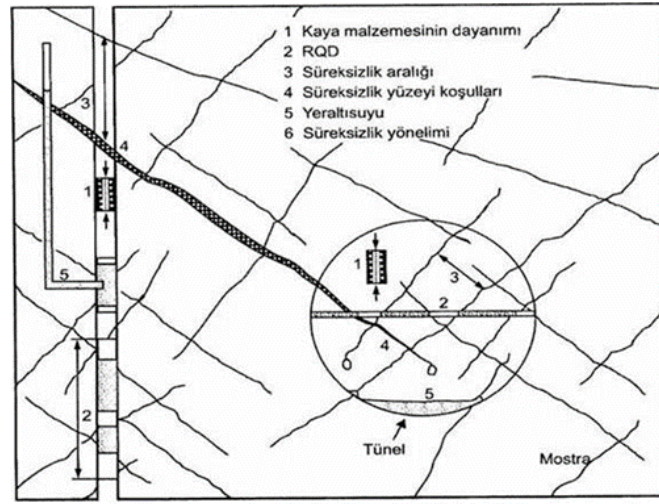 1 Kaya malzemesinin dayanımı
2 RQD
3 Süreksizlik aralığı
4 Süreksizlik yüzeyi koşulları
5 Yeraltısuyu
6 Süreksizlik yönelimi
3
4
1
5
2
1
3
2
4
5
Tünel
Mostra